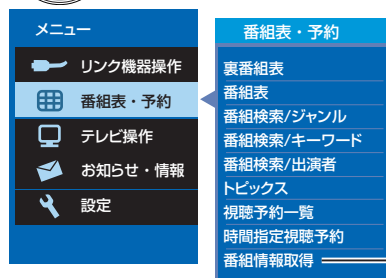 メニュー
リンク機器操作
番組表・予約
テレビ操作
お知らせ・情報
設定
番組表・予約
裏番組表
番組表
番組検索/ジャンル
番組検索/キーワード
番組検索/出演者
トピックス
視聴予約一覧
時間指定視聴予約
番組情報取得